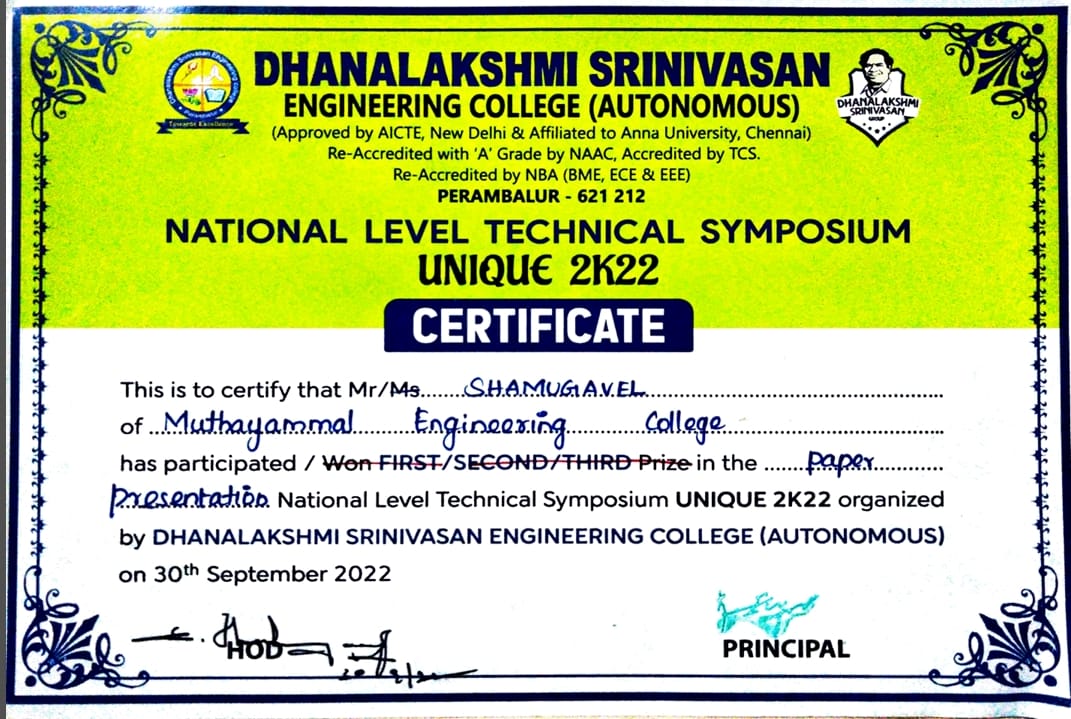 DHANALAKSHMI SRINIVASAN
ENGINEERING COLLEGE (AUTONOMOUS)
(Approved by AICTE, New Delhi & Affiliated to Anna University, Chennai)
Re-Accredited with 'A' Grade by NAAC, Accredited by TCS.
Re-Accredited by NBA (BME, ECE & EEE)
PERAMBALUR - 621 212
Towards Excellence
DHANALAKSHMI
SRINIVASAN
GROUP
NATIONAL LEVEL TECHNICAL SYMPOSIUM
UNIQUE 2K22
CERTIFICATE
This is to certify that Mr/Ms. SHAMUGAVEL
of Muthayammal Engineering College
has participated / Won FIRST/SECOND/THIRD Prize in the paper
presentation National Level Technical Symposium UNIQUE 2K22 organized
by DHANALAKSHMI SRINIVASAN ENGINEERING COLLEGE (AUTONOMOUS)
on 30th September 2022
HOD
PRINCIPAL